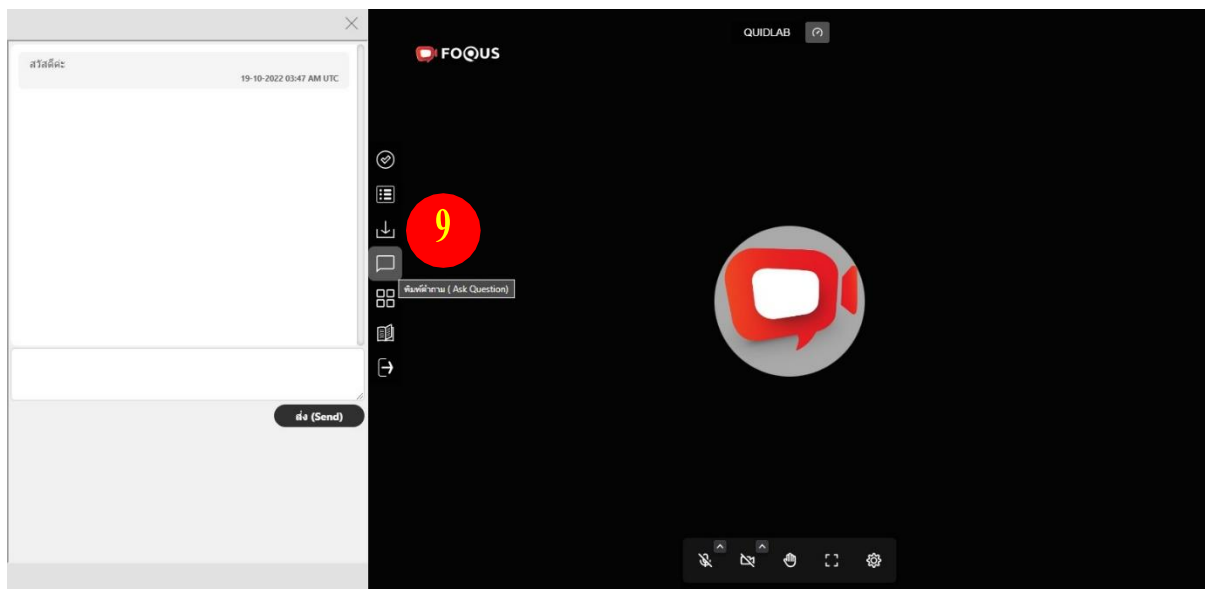 สวัสดีค่ะ
19-10-2022 03:47 AM UTC
ส่ง (Send)
FOQUS
QUIDLAB
9
พิมพ์คำถาม ( Ask Question)